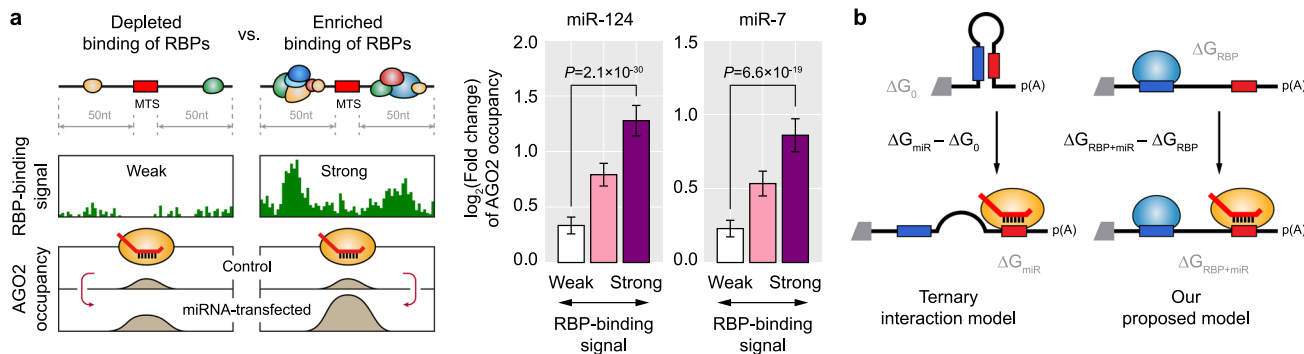 a
Depleted
binding of RBPs
vs.
Enriched
binding of RBPs
MTS
MTS
50nt
50nt
50nt
50nt
RBP-binding
signal
Weak
Strong
AGO2
occupancy
Control
miRNA-transfected
miR-124
miR-7
log2(Fold change)
of AGO2 occupancy
2.0
1.5
1.0
0.5
0.0
P=2.1×10-30
Weak
Strong
RBP-binding
signal
1.5
1.0
0.5
0.0
P=6.6×10-19
Weak
Strong
RBP-binding
signal
b
ΔG0
p(A)
ΔGmiR – ΔG0
p(A)
ΔGmiR
Ternary
interaction model
ΔGRBP
p(A)
ΔGRBP+miR – ΔGRBP
p(A)
ΔGRBP+miR
Our
proposed model